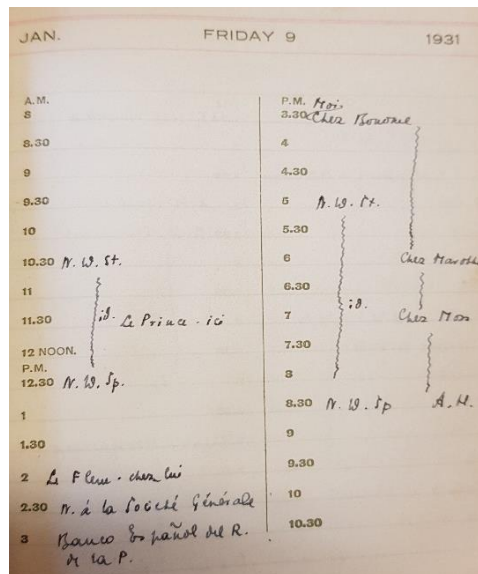 JAN. FRIDAY 9 1931
A.M.
8
8.30
9
9.30
10
10.30 N. W. St.
11
11.30 id. Le Prince - ici
12 NOON.
P.M.
12.30 N. W. Sp.
1
1.30
2 Le Fleuve - chez lui
2.30 N. à la Société Générale
3 Banco Español del R.
de la P.
P.M. Moi
3.30 Chez Bonome
4
4.30
5 N. W. St.
5.30
6 Chez
6.30
7 id. Chez
7.30
8
8.30 N. W. Sp A.H.
9
9.30
10
10.30